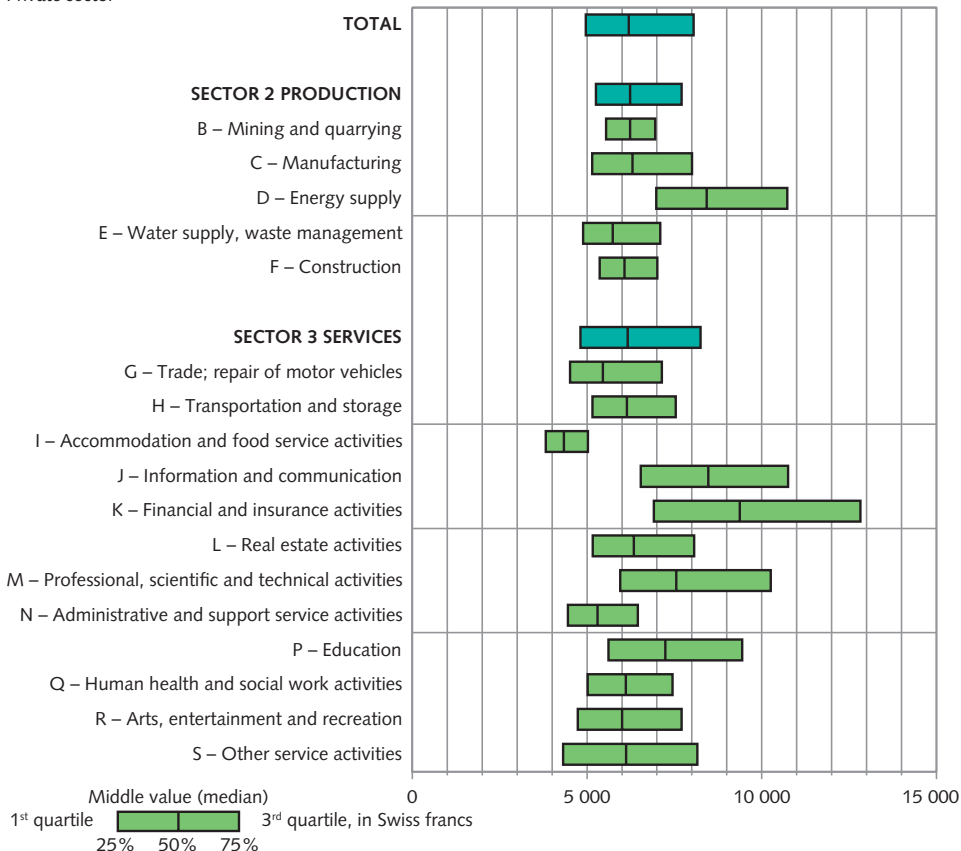 TOTAL
SECTOR 2 PRODUCTION
B – Mining and quarrying
C – Manufacturing
D – Energy supply
E – Water supply, waste management
F – Construction
SECTOR 3 SERVICES
G – Trade; repair of motor vehicles
H – Transportation and storage
I – Accommodation and food service activities
J – Information and communication
K – Financial and insurance activities
L – Real estate activities
M – Professional, scientific and technical activities
N – Administrative and support service activities
P – Education
Q – Human health and social work activities
R – Arts, entertainment and recreation
S – Other service activities
0 5 000 10 000 15 000
Middle value (median)
1st quartile 3rd quartile, in Swiss francs
25% 50% 75%